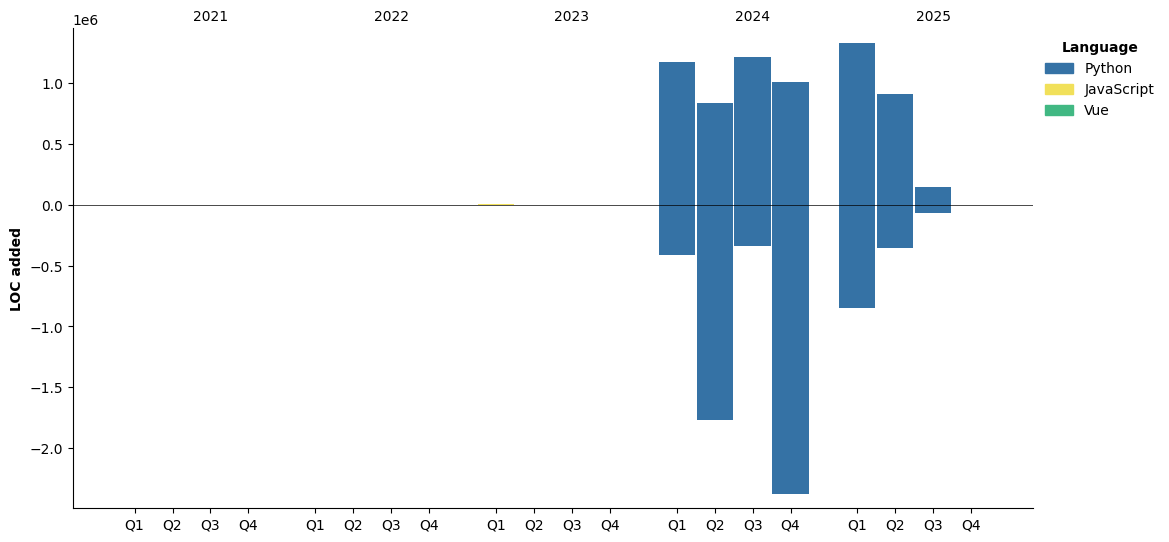 1e6
2021 2022 2023 2024 2025
Language
Python
JavaScript
Vue
1.0
0.5
0.0
−0.5
−1.0
−1.5
−2.0
LOC added
Q1 Q2 Q3 Q4 Q1 Q2 Q3 Q4 Q1 Q2 Q3 Q4 Q1 Q2 Q3 Q4 Q1 Q2 Q3 Q4